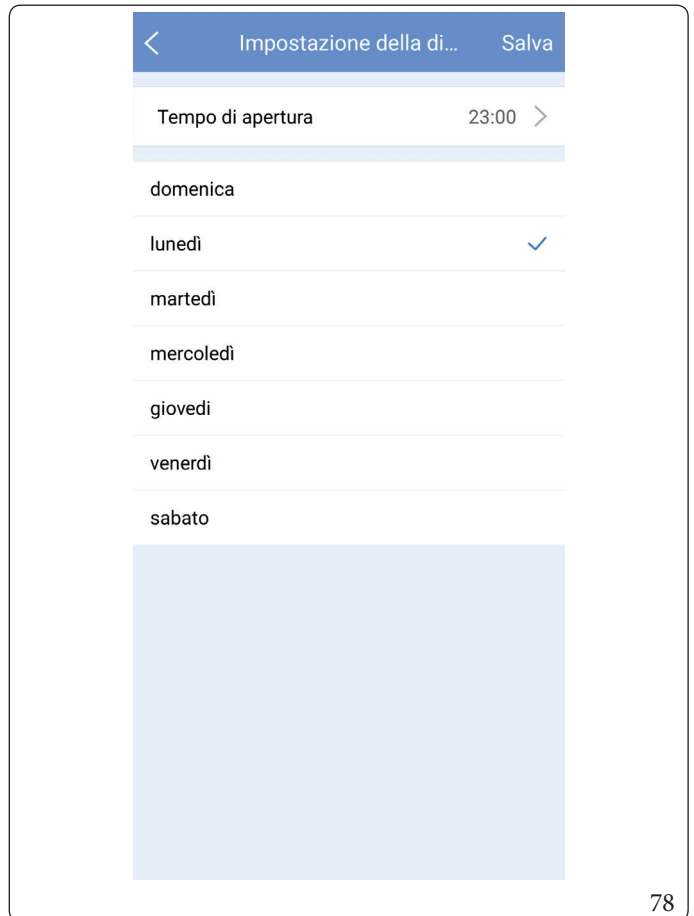 Impostazione della di... Salva
Tempo di apertura 23:00
domenica
lunedì
martedì
mercoledì
giovedi
venerdì
sabato
78